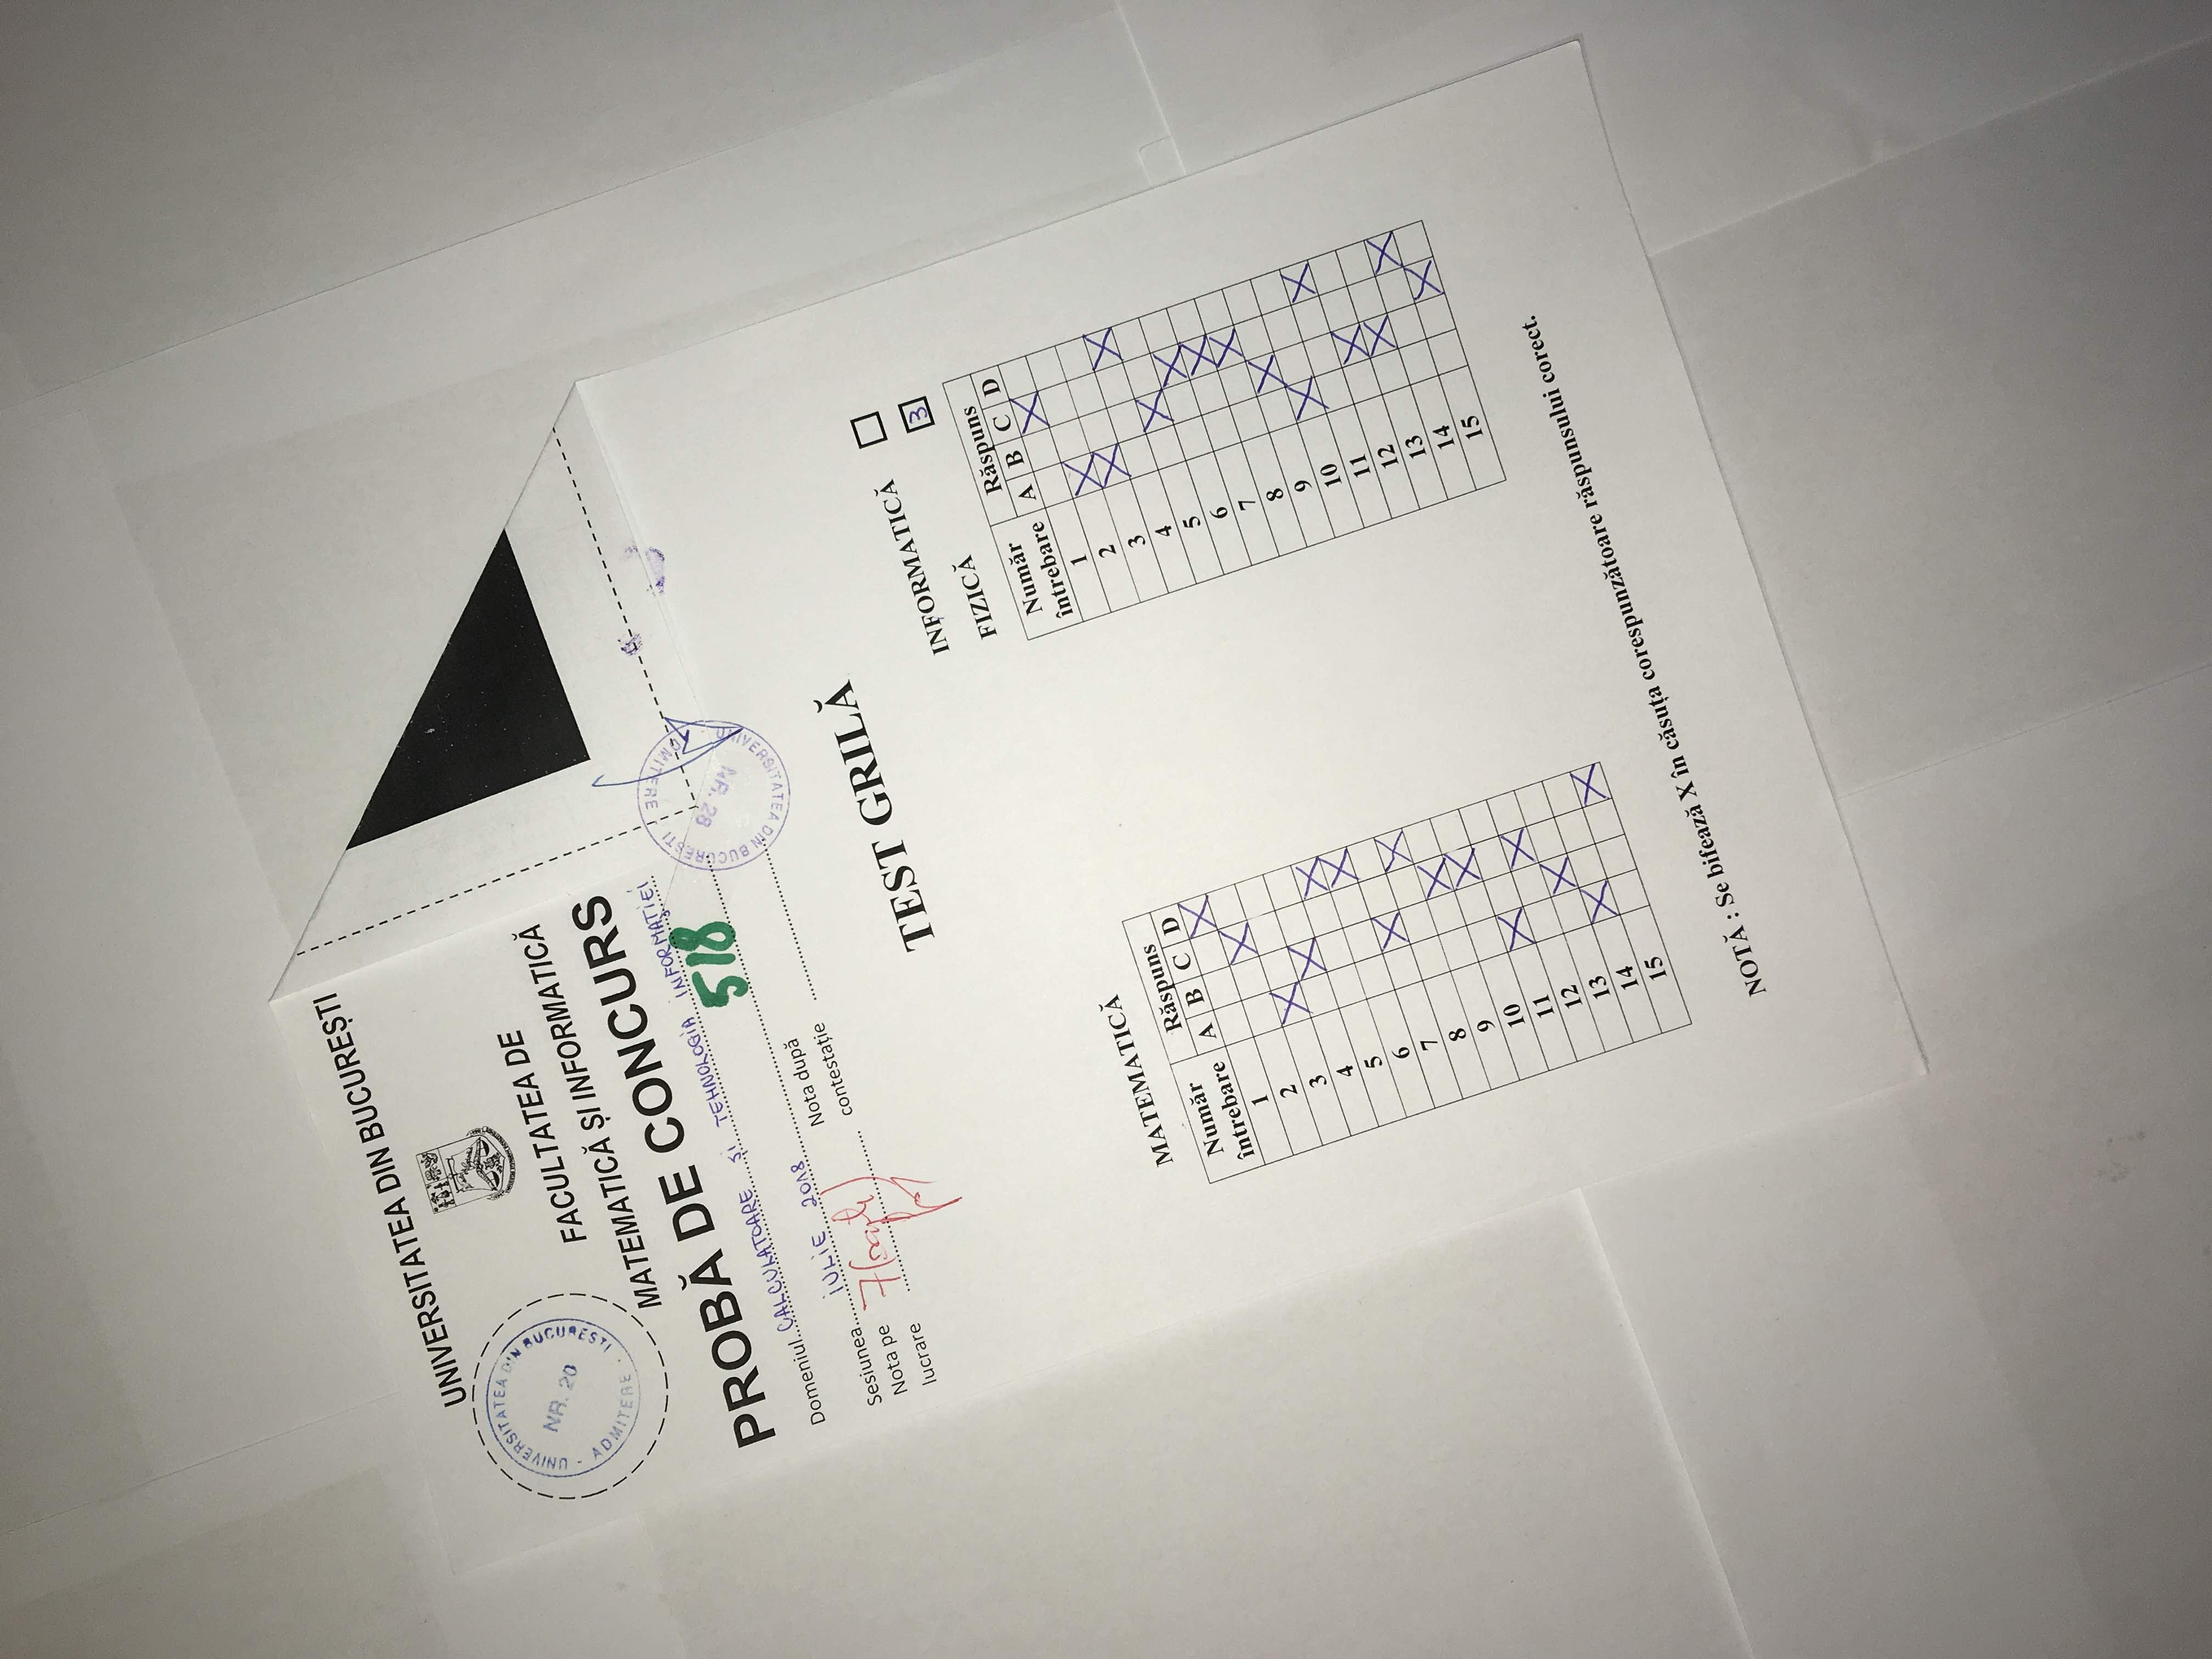 UNIVERSITATEA DIN BUCUREȘTI
FACULTATEA DE
MATEMATICĂ ȘI INFORMATICĂ
UNIVERSITATEA DIN BUCUREȘTI
NR. 20
ADMITERE
PROBĂ DE CONCURS
Domeniul CALCULATOARE ȘI TEHNOLOGIA INFORMAȚIEI
Sesiunea IULIE 2018
518
Nota pe lucrare 7(șapte)
Nota după contestație
UNIVERSITATEA DIN BUCUREȘTI
NR. 28
ADMITERE
TEST GRILĂ
MATEMATICĂ
Număr întrebare Răspuns
A B C D
1 X
2 X
3 X
4 X
5 X
6 X
7 X
8 X
9 X
10 X
11 X
12 X
13 X
14 X
15 X
INFORMATICĂ
FIZICĂ 3
Număr întrebare Răspuns
A B C D
1 X
2 X
3 X
4 X
5 X
6 X
7 X
8 X
9 X
10 X
11 X
12 X
13 X
14 X
15 X
NOTĂ : Se bifează X în căsuța corespunzătoare răspunsului corect.